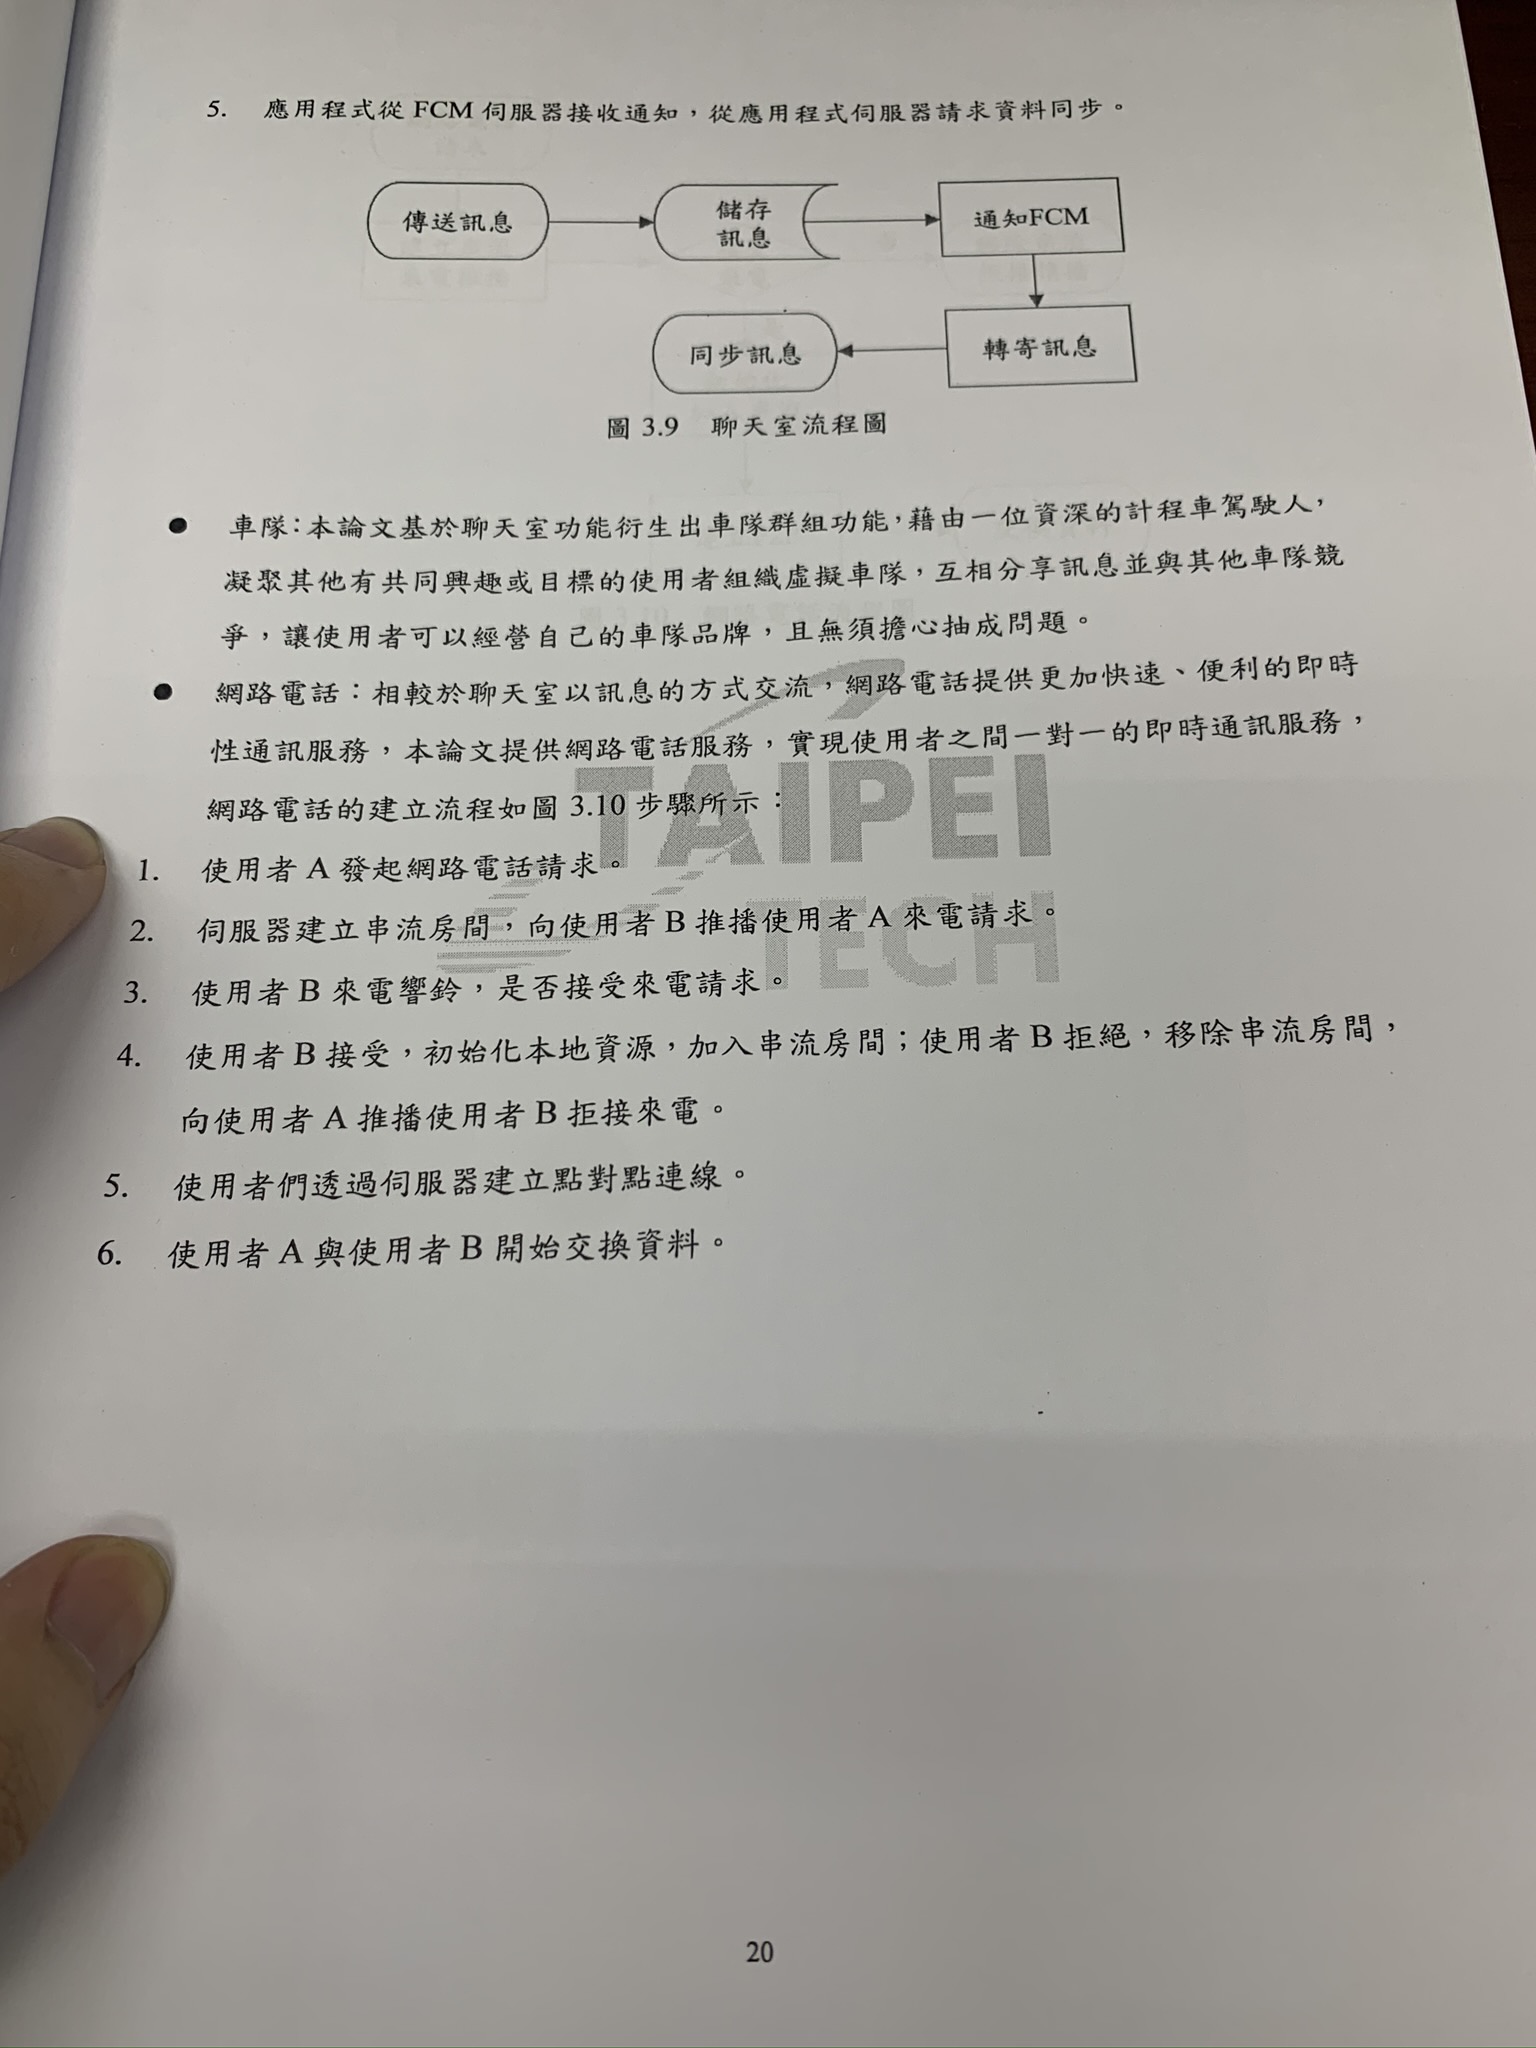 5. 應用程式從 FCM 伺服器接收通知，從應用程式伺服器請求資料同步。
傳送訊息
儲存
訊息
通知FCM
同步訊息
轉寄訊息
圖 3.9 聊天室流程圖
● 車隊：本論文基於聊天室功能衍生出車隊群組功能，藉由一位資深的計程車駕駛人，
凝聚其他有共同興趣或目標的使用者組織虛擬車隊，互相分享訊息並與其他車隊競
爭，讓使用者可以經營自己的車隊品牌，且無須擔心抽成問題。
● 網路電話：相較於聊天室以訊息的方式交流，網路電話提供更加快速、便利的即時
性通訊服務，本論文提供網路電話服務，實現使用者之間一對一的即時通訊服務，
網路電話的建立流程如圖 3.10 步驟所示：
1. 使用者 A 發起網路電話請求。
2. 伺服器建立串流房間，向使用者 B 推播使用者 A 來電請求。
3. 使用者 B 來電響鈴，是否接受來電請求。
4. 使用者 B 接受，初始化本地資源，加入串流房間；使用者 B 拒絕，移除串流房間，
向使用者 A 推播使用者 B 拒接來電。
5. 使用者們透過伺服器建立點對點連線。
6. 使用者 A 與使用者 B 開始交換資料。
TAIPEI
TECH
20